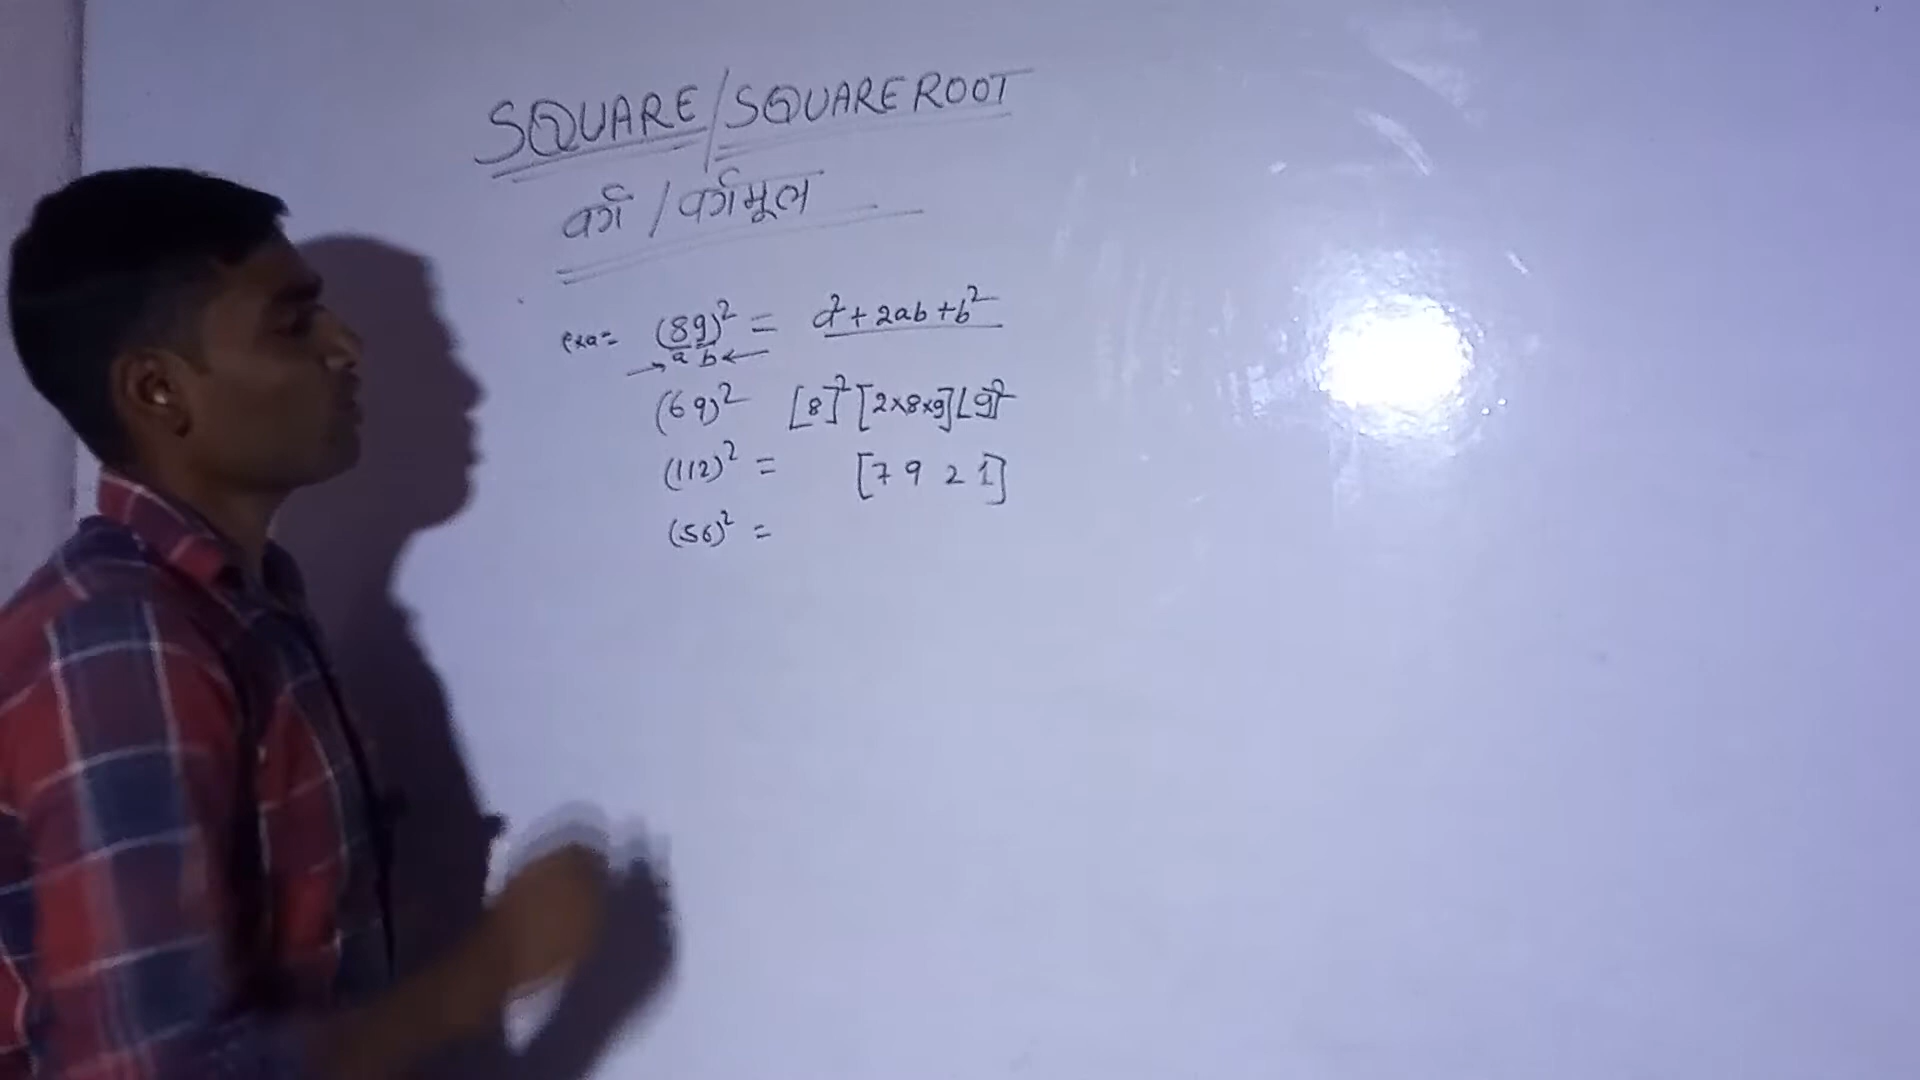 SQUARE/SQUARE ROOT
वर्ग / वर्गमूल
exa= (89)² = a²+2ab+b²
→ a b ←
(69)² [8]² [2×8×9] [9]²
(112)² = [7 9 2 1]
(56)² =